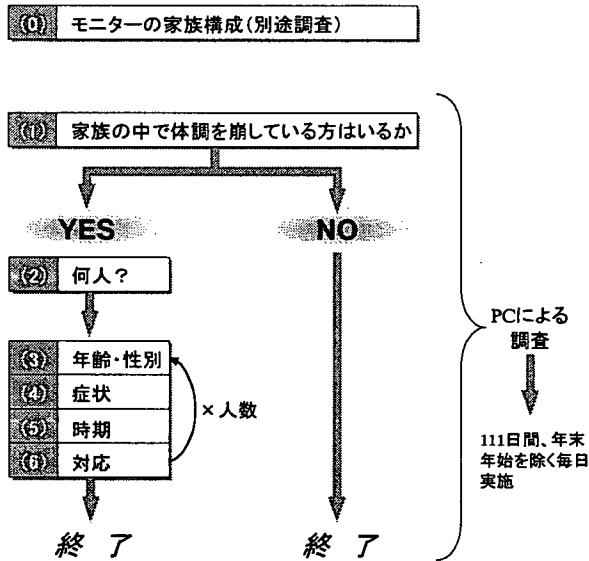 (0) モニターの家族構成(別途調査)
(1) 家族の中で体調を崩している方はいるか
YES
NO
(2) 何人?
(3) 年齢・性別
(4) 症状
(5) 時期
(6) 対応
×人数
終 了
終 了
PCによる
調査
111日間、年末
年始を除く毎日
実施